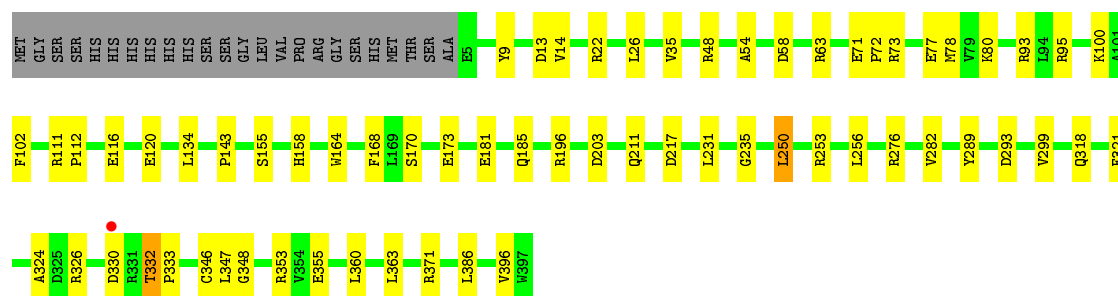 MET GLY SER SER HIS HIS HIS HIS HIS HIS SER SER GLY LEU VAL PRO ARG GLY SER HIS MET THR SER ALA E5 Y9 D13 V14 R22 L26 V35 R48 A54 D58 R63 E71 P72 R73 E77 M78 V79 K80 R93 L94 R95 K100 A101
F102 R111 P112 E116 E120 L134 P143 S155 H158 W164 F168 L169 S170 E173 E181 Q185 R196 D203 Q211 D217 L231 G235 L250 R253 L256 R276 V282 Y289 D293 V299 Q318
A324 D325 R326 D330 R331 T332 P333 C346 L347 G348 R353 V354 E355 L360 L363 R371 L386 V396 W397